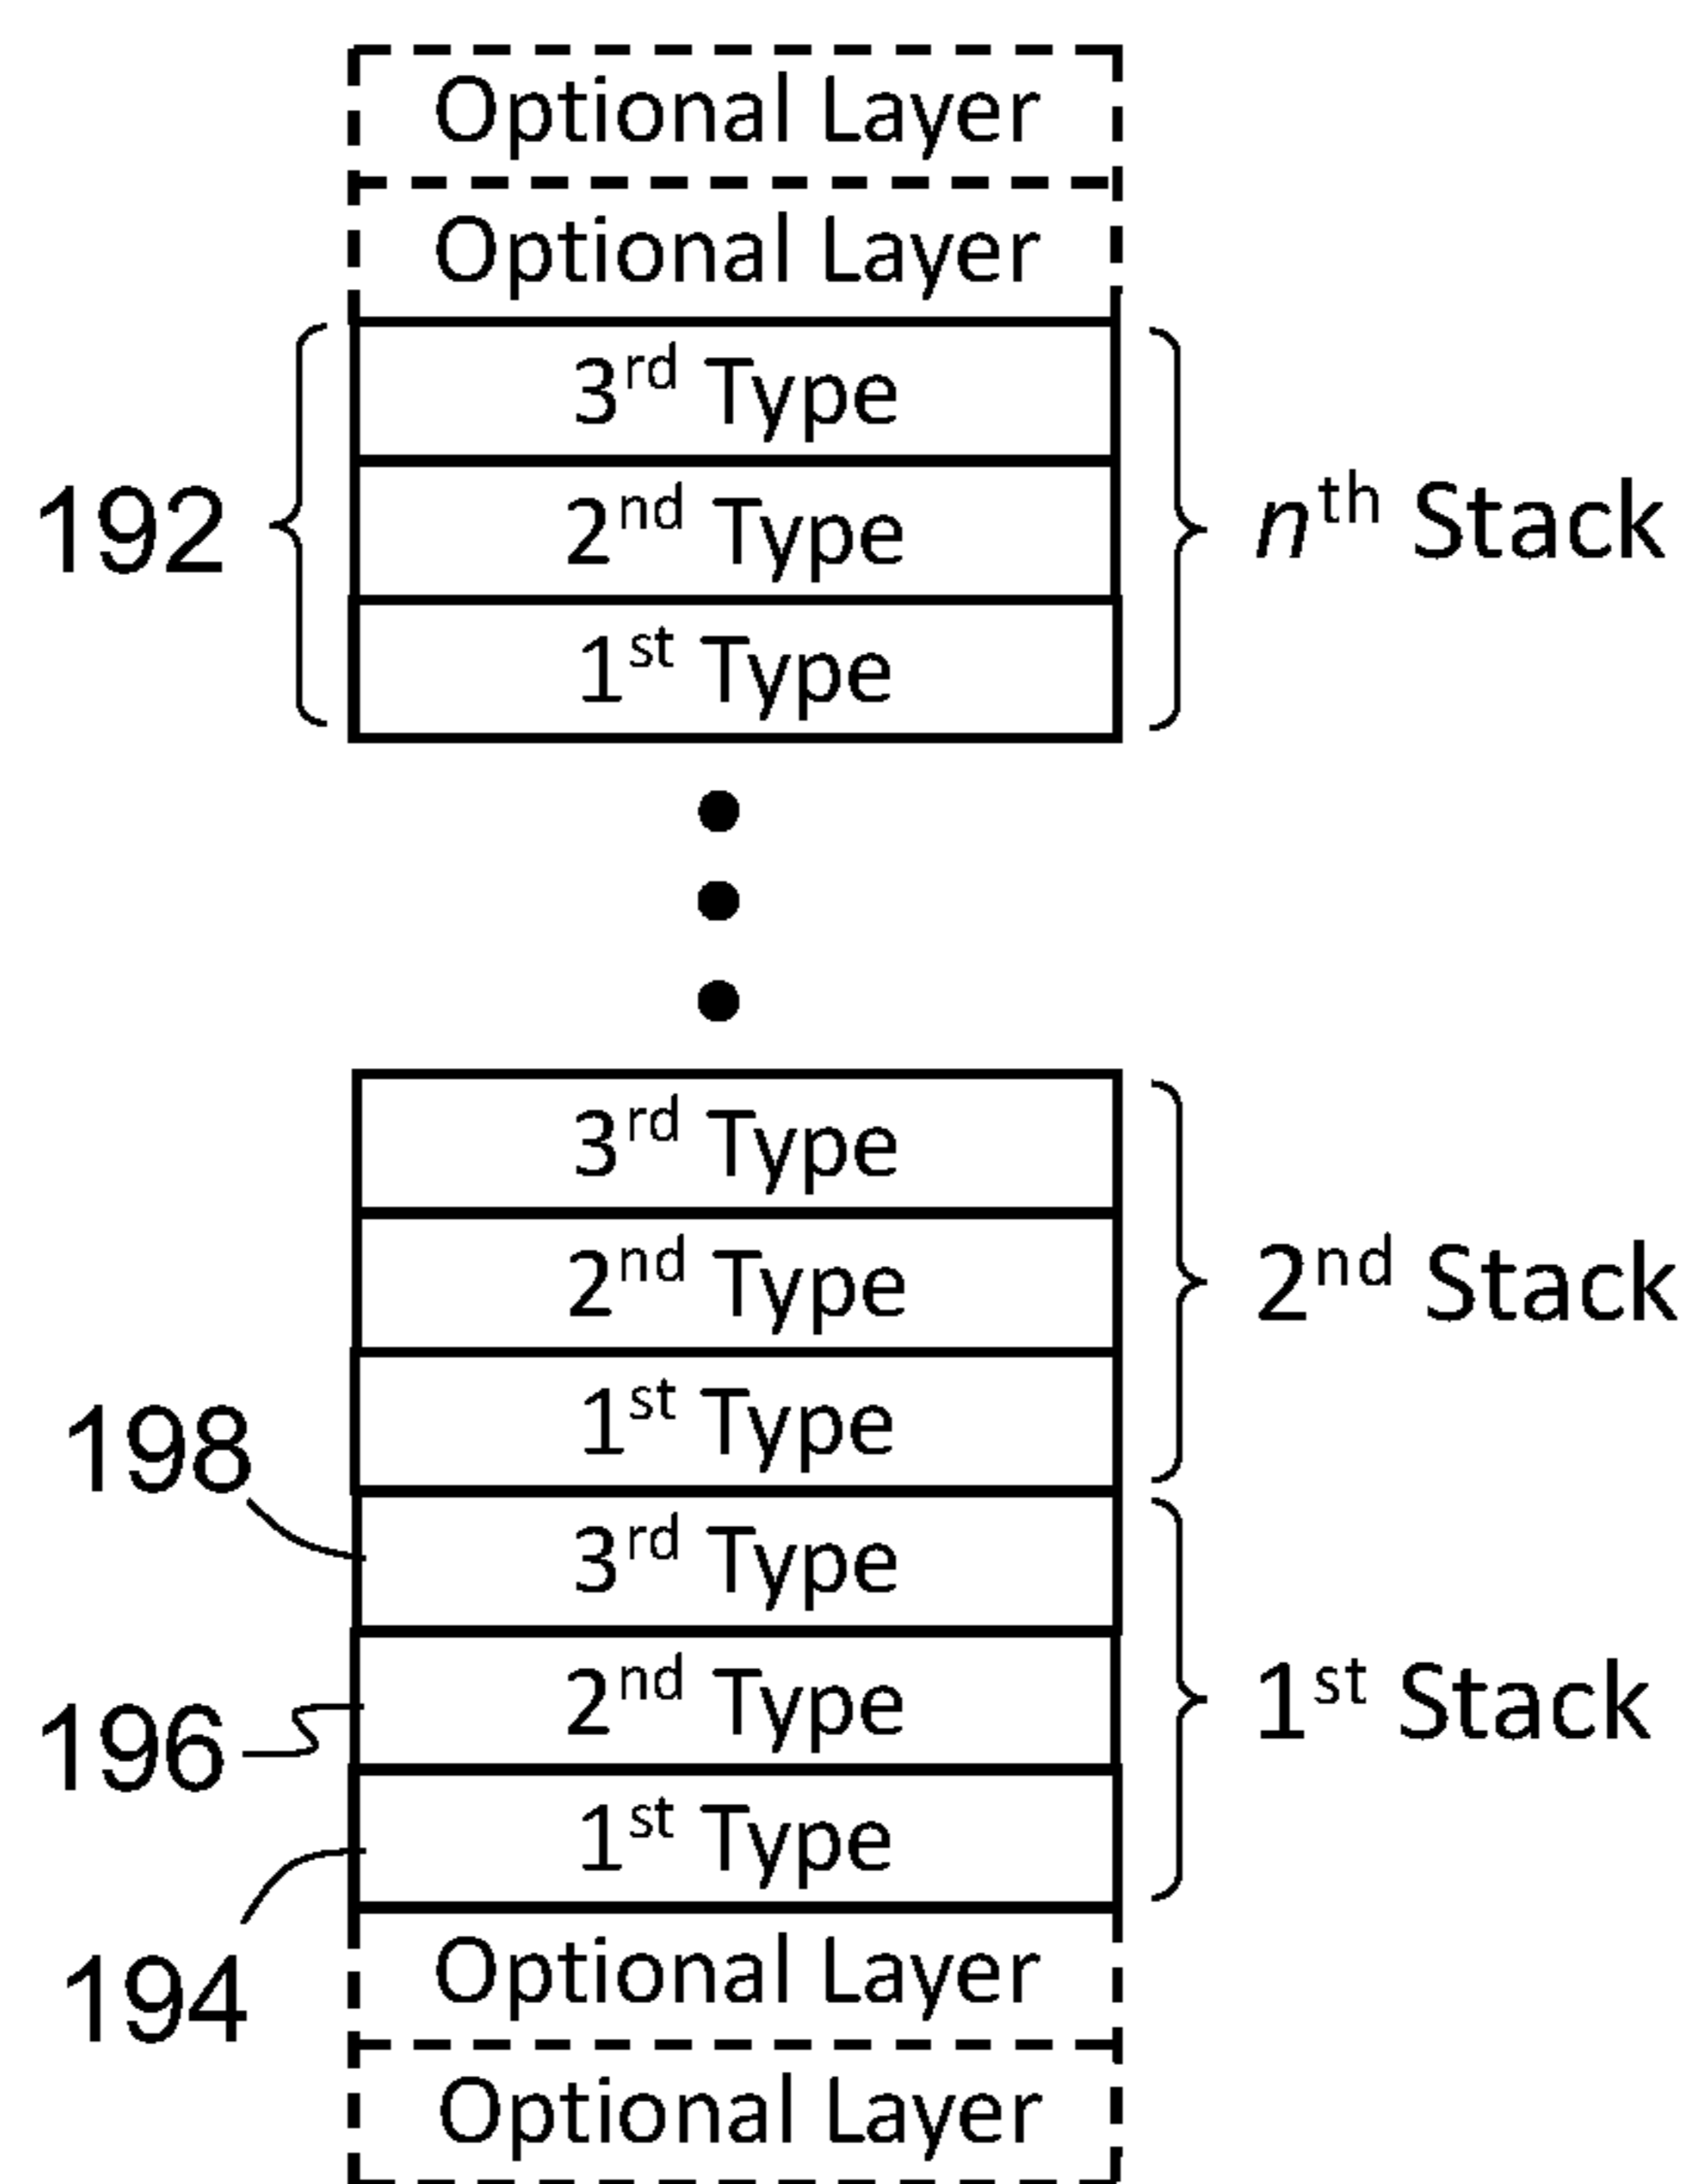 Optional Layer
Optional Layer
3rd Type
192 2nd Type nth Stack
1st Type
3rd Type
2nd Type 2nd Stack
1st Type
198 3rd Type
196 2nd Type 1st Stack
1st Type
194 Optional Layer
Optional Layer